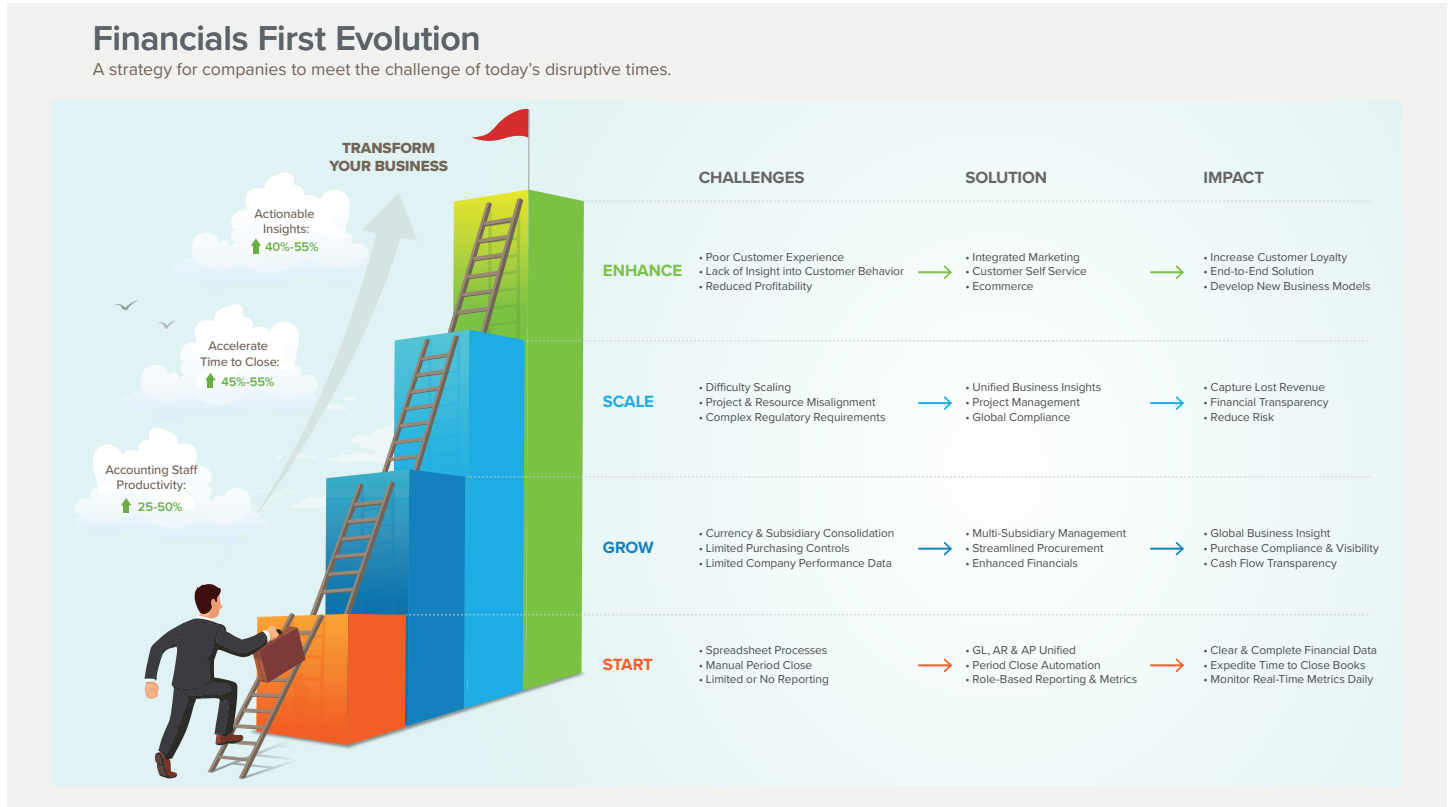 Financials First Evolution
A strategy for companies to meet the challenge of today’s disruptive times.
TRANSFORM
YOUR BUSINESS
Actionable
Insights:
40%-55%
Accelerate
Time to Close:
45%-55%
Accounting Staff
Productivity:
25-50%
CHALLENGES
SOLUTION
IMPACT
ENHANCE
• Poor Customer Experience
• Lack of Insight into Customer Behavior
• Reduced Profitability
• Integrated Marketing
• Customer Self Service
• Ecommerce
• Increase Customer Loyalty
• End-to-End Solution
• Develop New Business Models
SCALE
• Difficulty Scaling
• Project & Resource Misalignment
• Complex Regulatory Requirements
• Unified Business Insights
• Project Management
• Global Compliance
• Capture Lost Revenue
• Financial Transparency
• Reduce Risk
GROW
• Currency & Subsidiary Consolidation
• Limited Purchasing Controls
• Limited Company Performance Data
• Multi-Subsidiary Management
• Streamlined Procurement
• Enhanced Financials
• Global Business Insight
• Purchase Compliance & Visibility
• Cash Flow Transparency
START
• Spreadsheet Processes
• Manual Period Close
• Limited or No Reporting
• GL, AR & AP Unified
• Period Close Automation
• Role-Based Reporting & Metrics
• Clear & Complete Financial Data
• Expedite Time to Close Books
• Monitor Real-Time Metrics Daily